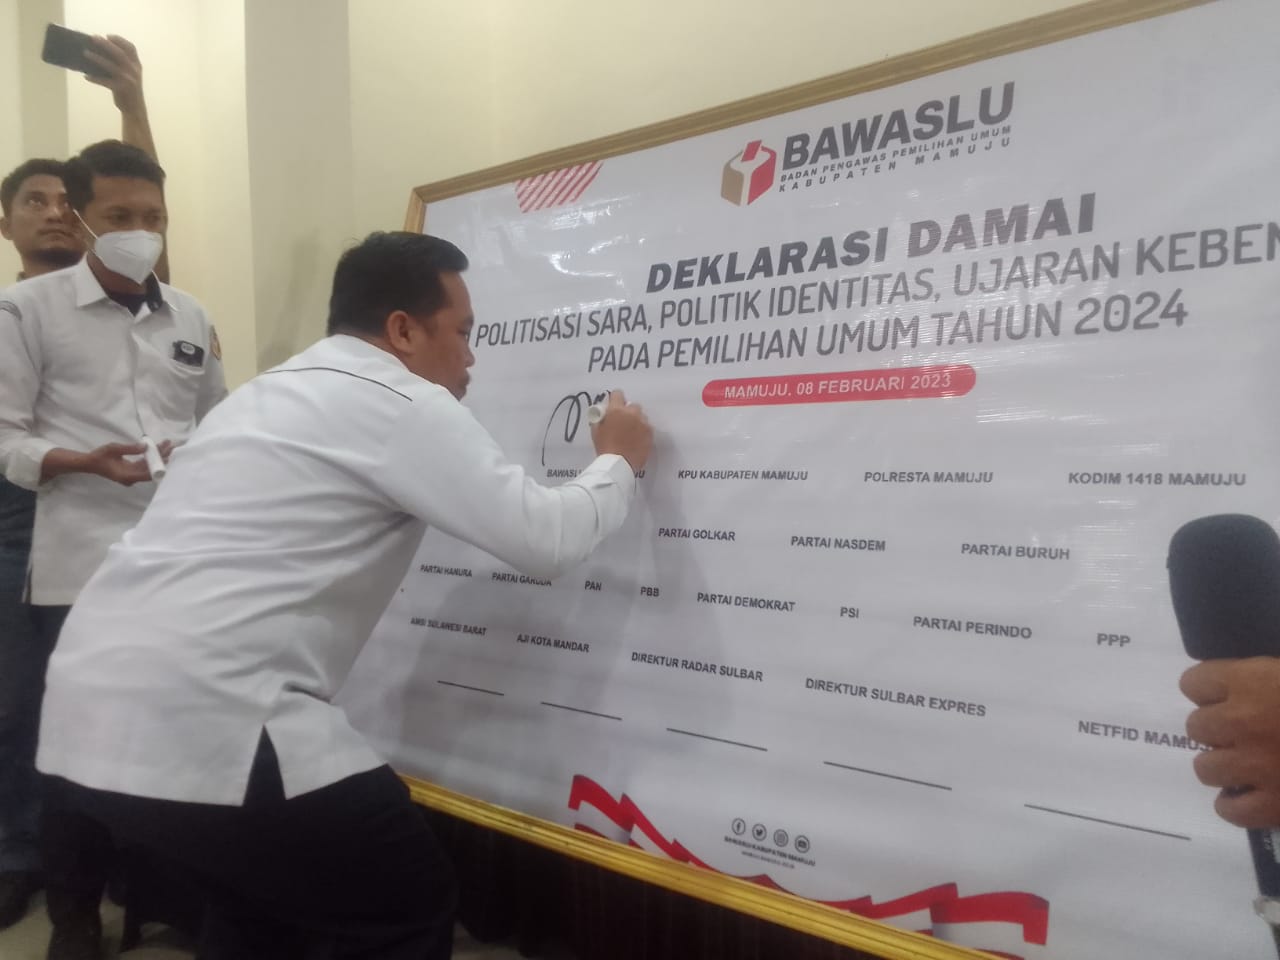 BAWASLU
BADAN PENGAWAS PEMILIHAN UMUM
KABUPATEN MAMUJU
DEKLARASI DAMAI
POLITISASI SARA, POLITIK IDENTITAS, UJARAN KEBEN
PADA PEMILIHAN UMUM TAHUN 2024
MAMUJU, 08 FEBRUARI 2023
KPU KABUPATEN MAMUJU POLRESTA MAMUJU KODIM 1418 MAMUJU
PARTAI GOLKAR PARTAI NASDEM PARTAI BURUH
PARTAI HANURA PARTAI GARUDA PAN PBB PARTAI DEMOKRAT PSI PARTAI PERINDO PPP
AMSI SULAWESI BARAT AJI KOTA MANDAR DIREKTUR RADAR SULBAR DIREKTUR SULBAR EXPRES NETFID MAMUJ
BAWASLU KABUPATEN MAMUJU